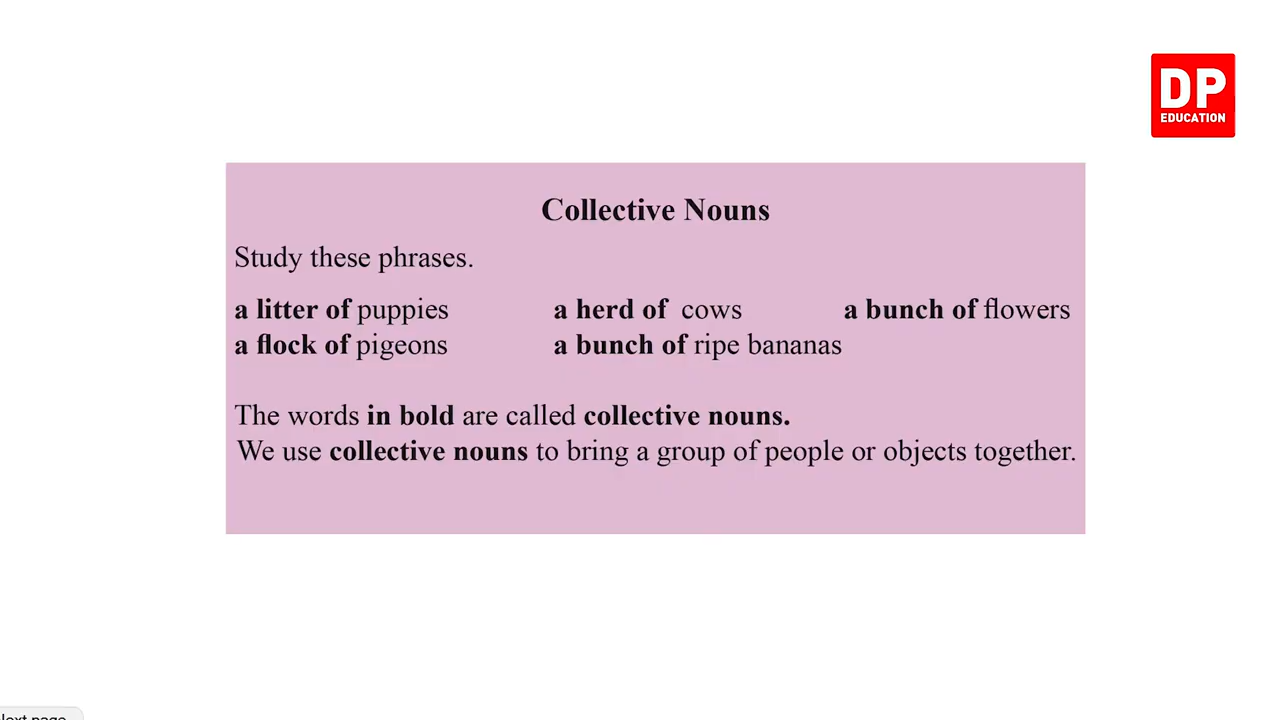 DP
EDUCATION
Collective Nouns
Study these phrases.
a litter of puppies a herd of cows a bunch of flowers
a flock of pigeons a bunch of ripe bananas
The words in bold are called collective nouns.
We use collective nouns to bring a group of people or objects together.